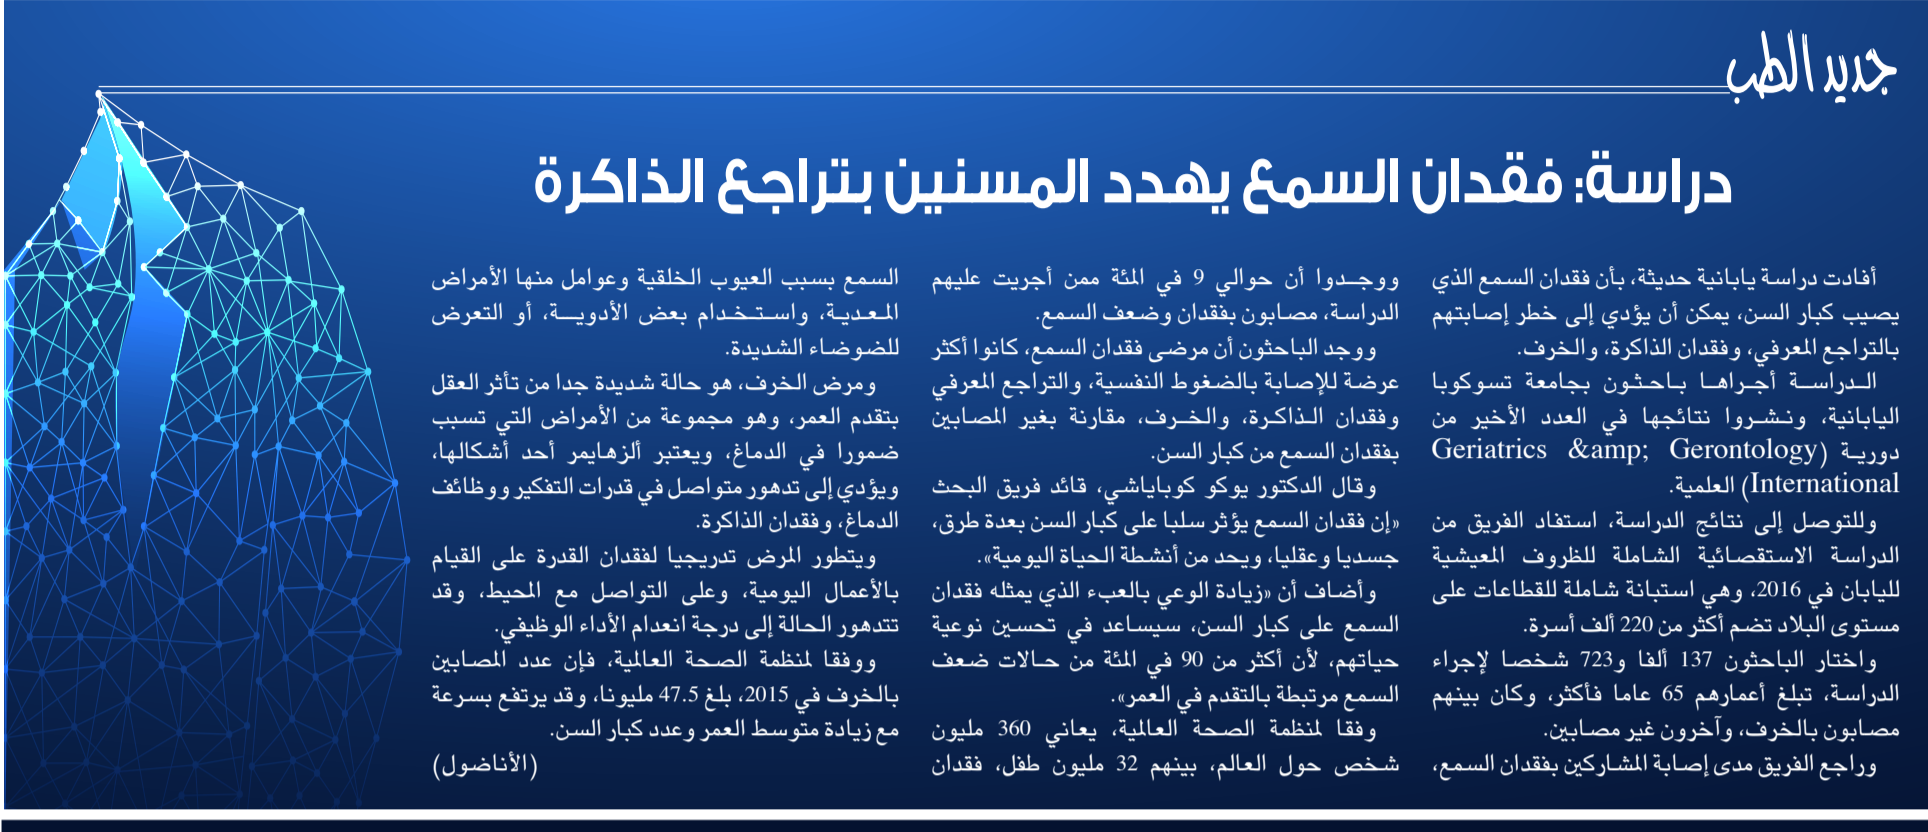 جديد الطب
دراسة: فقدان السمع يهدد المسنين بتراجع الذاكرة
أفادت دراسة يابانية حديثة، بأن فقدان السمع الذي
يصيب كبار السن، يمكن أن يؤدي إلى خطر إصابتهم
بالتراجع المعرفي، وفقدان الذاكرة، والخرف.
الـدراسـة أجـراهـا بـاحـثـون بجامعة تسوكوبا
اليابانية، ونـشـروا نتائجها في العدد الأخير من
دوريـة (Geriatrics &amp; Gerontology
International) العلمية.
وللتوصل إلى نتائج الدراسة، استفاد الفريق من
الدراسة الاستقصائية الشاملة للظروف المعيشية
لليابان في 2016، وهي استبانة شاملة للقطاعات على
مستوى البلاد تضم أكثر من 220 ألف أسرة.
واختار الباحثون 137 ألفا و723 شخصا لإجراء
الدراسة، تبلغ أعمارهم 65 عاما فأكثر، وكان بينهم
مصابون بالخرف، وآخرون غير مصابين.
وراجع الفريق مدى إصابة المشاركين بفقدان السمع،
ووجـدوا أن حوالي 9 في المئة ممن أجريت عليهم
الدراسة، مصابون بفقدان وضعف السمع.
ووجد الباحثون أن مرضى فقدان السمع، كانوا أكثر
عرضة للإصابة بالضغوط النفسية، والتراجع المعرفي
وفقدان الـذاكـرة، والخـرف، مقارنة بغير المصابين
بفقدان السمع من كبار السن.
وقال الدكتور يوكو كوباياشي، قائد فريق البحث
«إن فقدان السمع يؤثر سلبا على كبار السن بعدة طرق،
جسديا وعقليا، ويحد من أنشطة الحياة اليومية».
وأضاف أن «زيادة الوعي بالعبء الذي يمثله فقدان
السمع على كبار السن، سيساعد في تحسين نوعية
حياتهم، لأن أكثر من 90 في المئة من حـالات ضعف
السمع مرتبطة بالتقدم في العمر».
وفقا لمنظمة الصحة العالمية، يعاني 360 مليون
شخص حول العالم، بينهم 32 مليون طفل، فقدان
السمع بسبب العيوب الخلقية وعوامل منها الأمراض
المعـديـة، واسـتـخـدام بعض الأدويــة، أو التعرض
للضوضاء الشديدة.
ومرض الخرف، هو حالة شديدة جدا من تأثر العقل
بتقدم العمر، وهو مجموعة من الأمراض التي تسبب
ضمورا في الدماغ، ويعتبر ألزهايمر أحد أشكالها،
ويؤدي إلى تدهور متواصل في قدرات التفكير ووظائف
الدماغ، وفقدان الذاكرة.
ويتطور المرض تدريجيا لفقدان القدرة على القيام
بالأعمال اليومية، وعلى التواصل مع المحيط، وقد
تتدهور الحالة إلى درجة انعدام الأداء الوظيفي.
ووفقا لمنظمة الصحة العالمية، فإن عدد المصابين
بالخرف في 2015، بلغ 47.5 مليونا، وقد يرتفع بسرعة
مع زيادة متوسط العمر وعدد كبار السن.
(الأناضول)